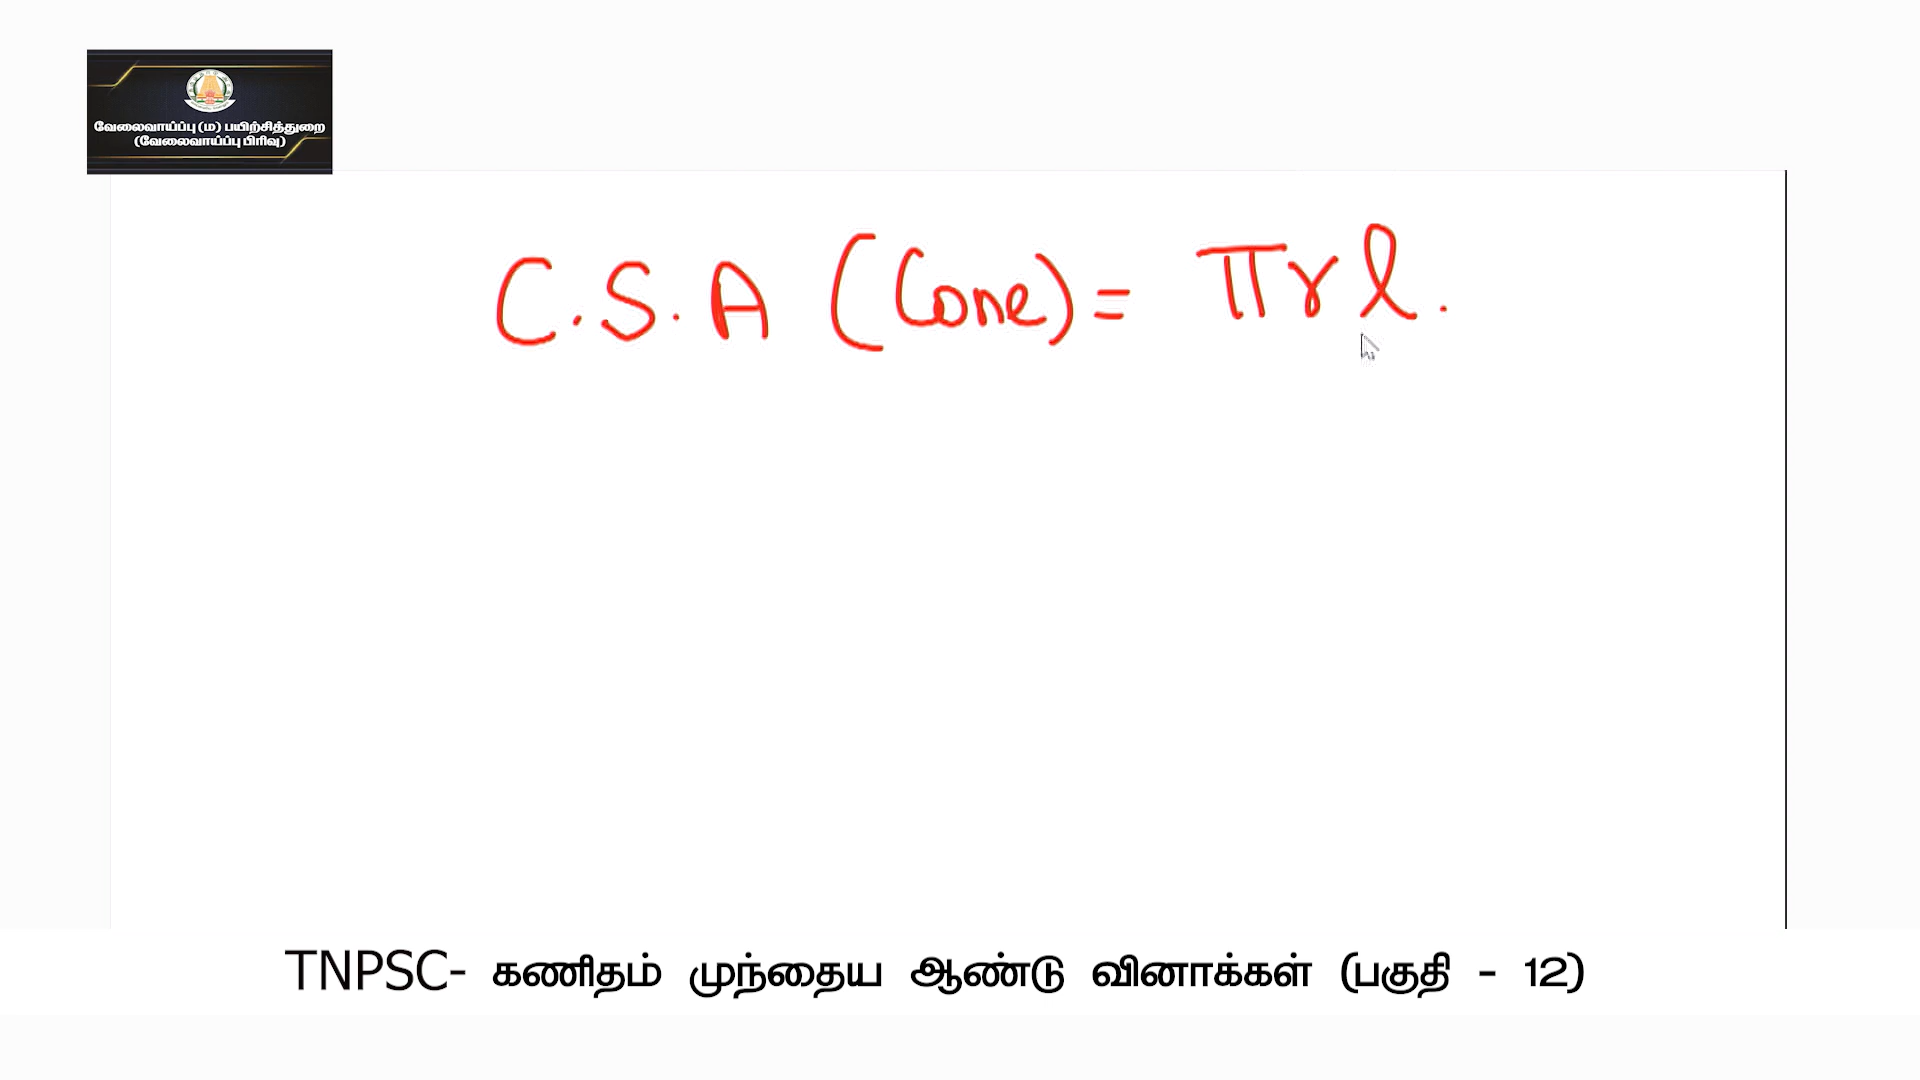 வேலைவாய்ப்பு (ம) பயிற்சித்துறை
(வேலைவாய்ப்பு பிரிவு)
C.S.A (Cone) = πrl.
TNPSC- கணிதம் முந்தைய ஆண்டு வினாக்கள் (பகுதி - 12)